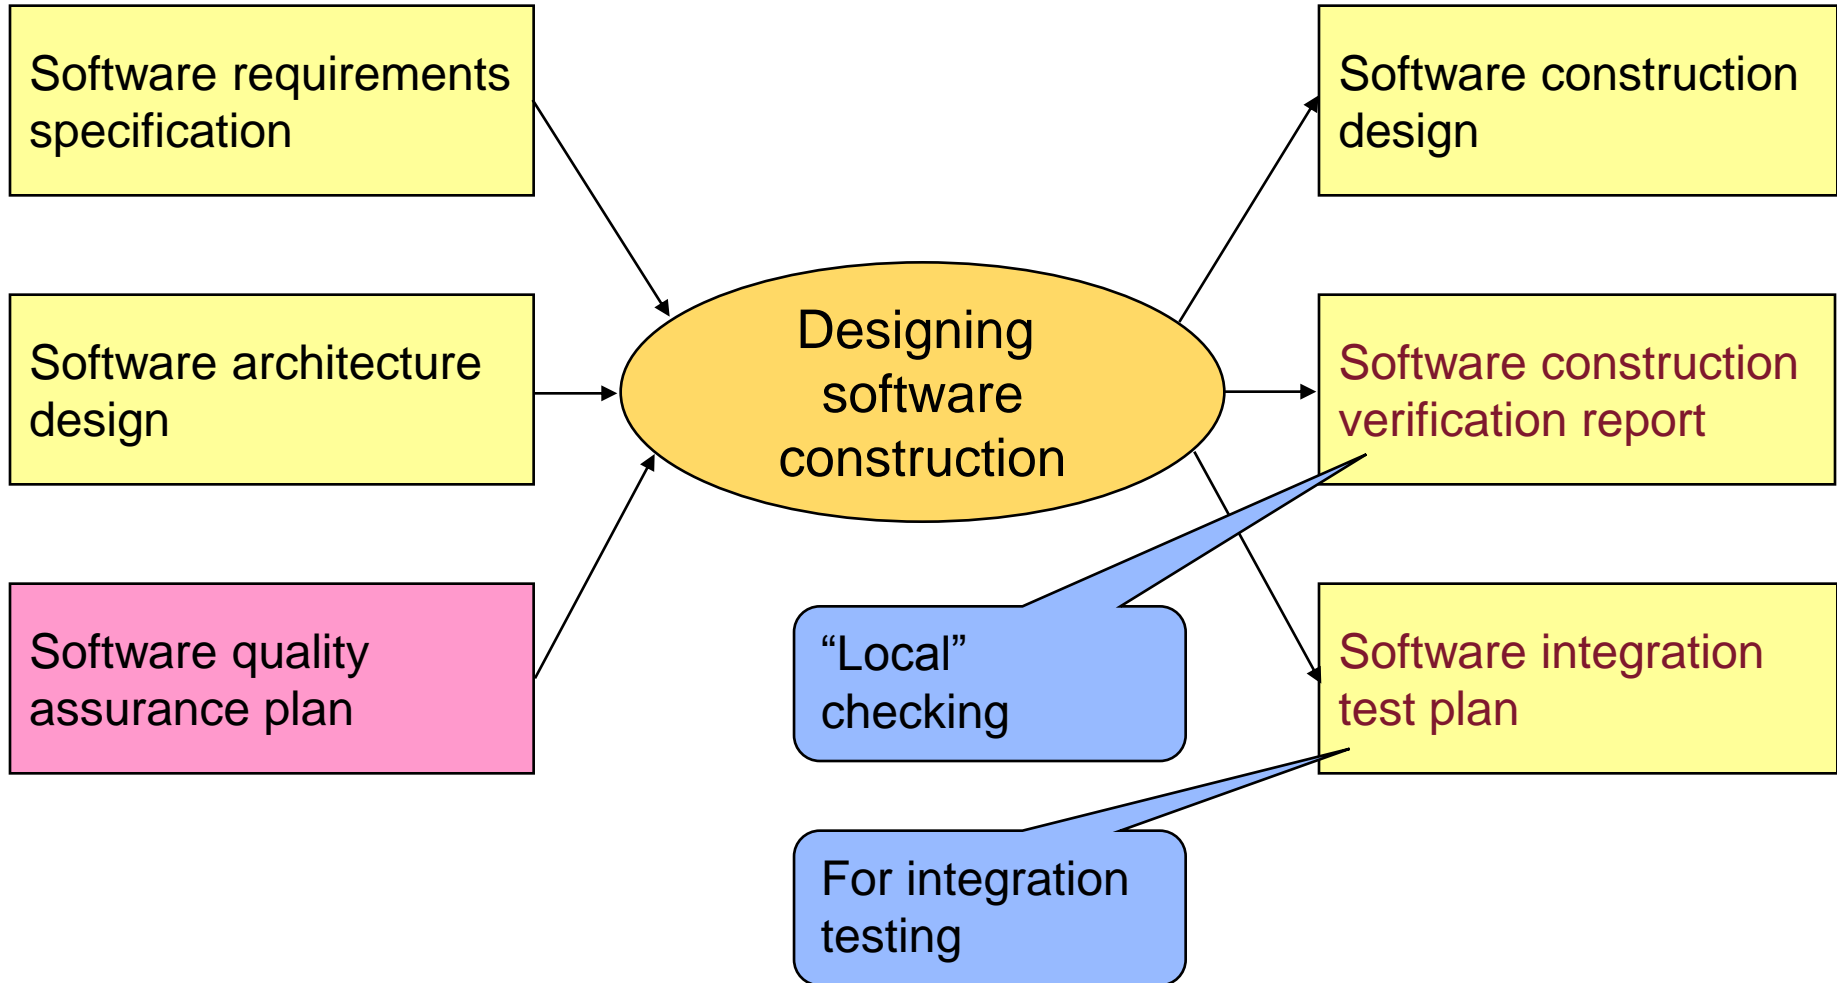 Software requirements
specification
Software architecture
design
Software quality
assurance plan
Designing
software
construction
Software construction
design
Software construction
verification report
Software integration
test plan
“Local”
checking
For integration
testing